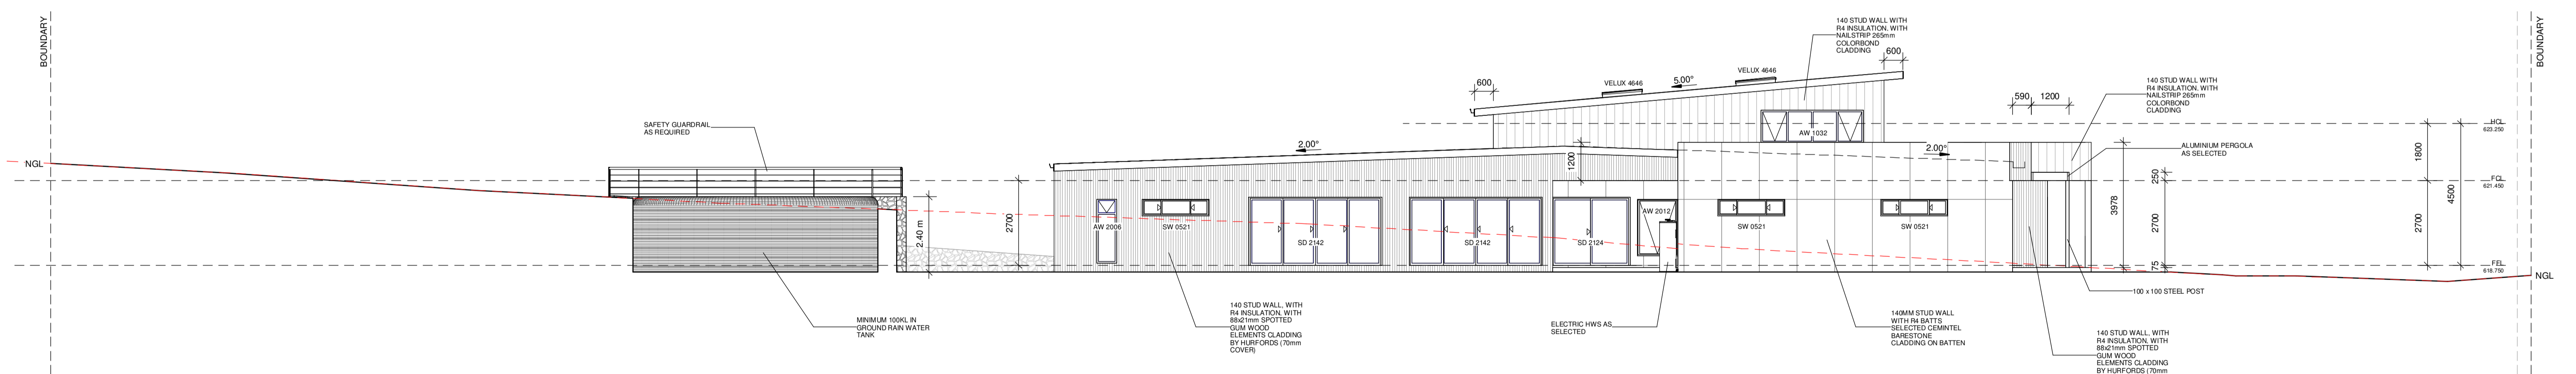 BOUNDARY
NGL
SAFETY GUARDRAIL
AS REQUIRED
MINIMUM 100KL IN
GROUND RAIN WATER
TANK
2.40 m
2700
2.00°
AW 2006
SW 0521
SD 2142
SD 2142
SD 2124
AW 2012
140 STUD WALL, WITH
R4 INSULATION, WITH
88x21mm SPOTTED
GUM WOOD
ELEMENTS CLADDING
BY HURFORDS (70mm
COVER)
ELECTRIC HWS AS
SELECTED
1200
600
VELUX 4646
5.00°
VELUX 4646
140 STUD WALL WITH
R4 INSULATION, WITH
NAILSTRIP 265mm
COLORBOND
CLADDING
600
AW 1032
SW 0521
SW 0521
2.00°
140MM STUD WALL
WITH R4 BATTS
SELECTED CEMINTEL
BARESTONE
CLADDING ON BATTEN
590
1200
140 STUD WALL WITH
R4 INSULATION, WITH
NAILSTRIP 265mm
COLORBOND
CLADDING
ALUMINIUM PERGOLA
AS SELECTED
3978
250
2700
75
100 x 100 STEEL POST
140 STUD WALL, WITH
R4 INSULATION, WITH
88x21mm SPOTTED
GUM WOOD
ELEMENTS CLADDING
BY HURFORDS (70mm
1800
2700
4500
HCL
623.250
FCL
621.450
FFL
618.750
NGL
BOUNDARY